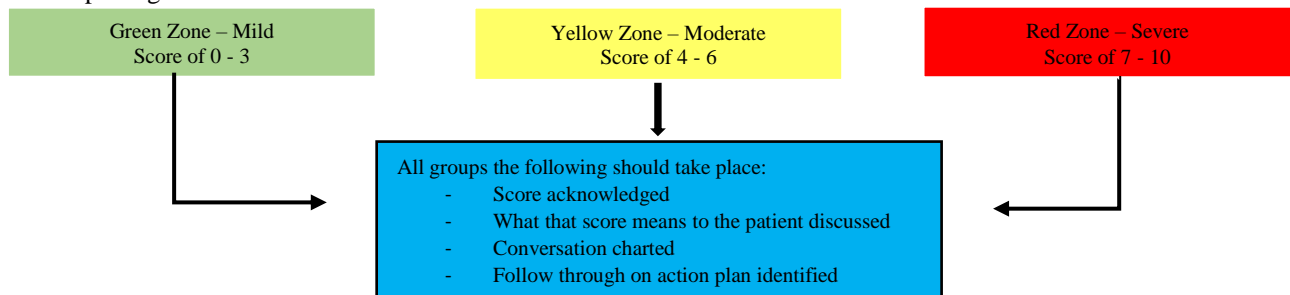 Green Zone – Mild
Score of 0 - 3
Yellow Zone – Moderate
Score of 4 - 6
Red Zone – Severe
Score of 7 - 10
All groups the following should take place:
- Score acknowledged
- What that score means to the patient discussed
- Conversation charted
- Follow through on action plan identified